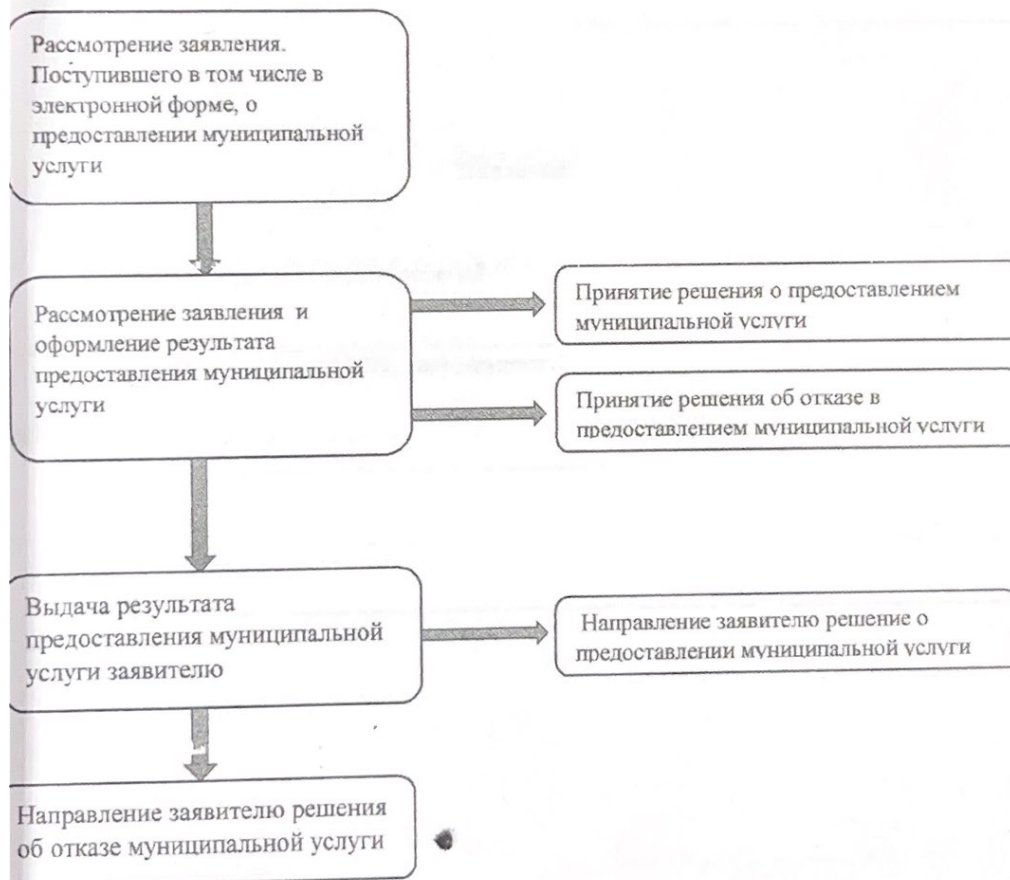 Рассмотрение заявления.
Поступившего в том числе в
электронной форме, о
предоставлении муниципальной
услуги
Рассмотрение заявления и
оформление результата
предоставления муниципальной
услуги
Принятие решения о предоставлением
муниципальной услуги
Принятие решения об отказе в
предоставлением муниципальной услуги
Выдача результата
предоставления муниципальной
услуги заявителю
Направление заявителю решение о
предоставлении муниципальной услуги
Направление заявителю решения
об отказе муниципальной услуги